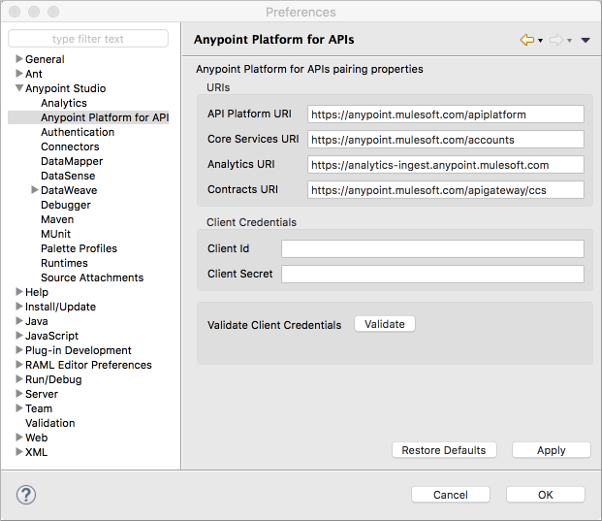 Preferences
type filter text
General
Ant
Anypoint Studio
Analytics
Anypoint Platform for API
Authentication
Connectors
DataMapper
DataSense
DataWeave
Debugger
Maven
MUnit
Palette Profiles
Runtimes
Source Attachments
Help
Install/Update
Java
JavaScript
Plug-in Development
RAML Editor Preferences
Run/Debug
Server
Team
Validation
Web
XML
Anypoint Platform for APIs
Anypoint Platform for APIs pairing properties
URIs
API Platform URI https://anypoint.mulesoft.com/apiplatform
Core Services URI https://anypoint.mulesoft.com/accounts
Analytics URI https://analytics-ingest.anypoint.mulesoft.com
Contracts URI https://anypoint.mulesoft.com/apigateway/ccs
Client Credentials
Client Id
Client Secret
Validate Client Credentials Validate
Restore Defaults Apply
? Cancel OK